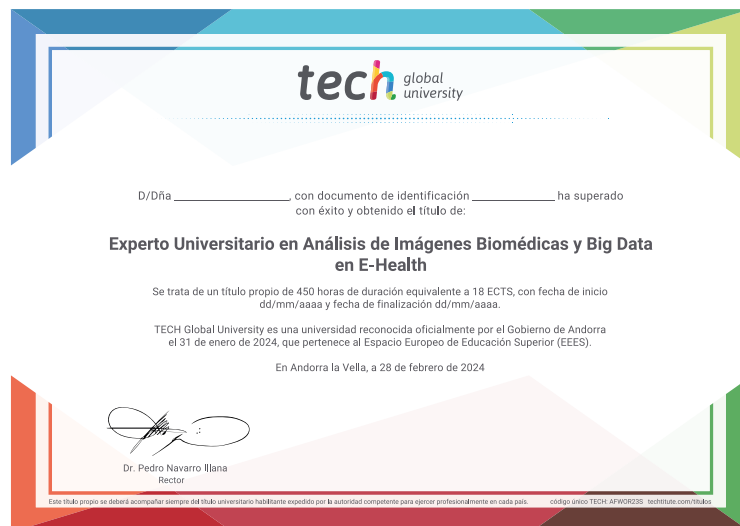 tech global
university
D/Dña ____________________, con documento de identificación ______________ ha superado
con éxito y obtenido el título de:
Experto Universitario en Análisis de Imágenes Biomédicas y Big Data
en E-Health
Se trata de un título propio de 450 horas de duración equivalente a 18 ECTS, con fecha de inicio
dd/mm/aaaa y fecha de finalización dd/mm/aaaa.
TECH Global University es una universidad reconocida oficialmente por el Gobierno de Andorra
el 31 de enero de 2024, que pertenece al Espacio Europeo de Educación Superior (EEES).
En Andorra la Vella, a 28 de febrero de 2024
Dr. Pedro Navarro Illana
Rector
Este título propio se deberá acompañar siempre del título universitario habilitante expedido por la autoridad competente para ejercer profesionalmente en cada país. código único TECH: AFWOR23S techtitute.com/titulos